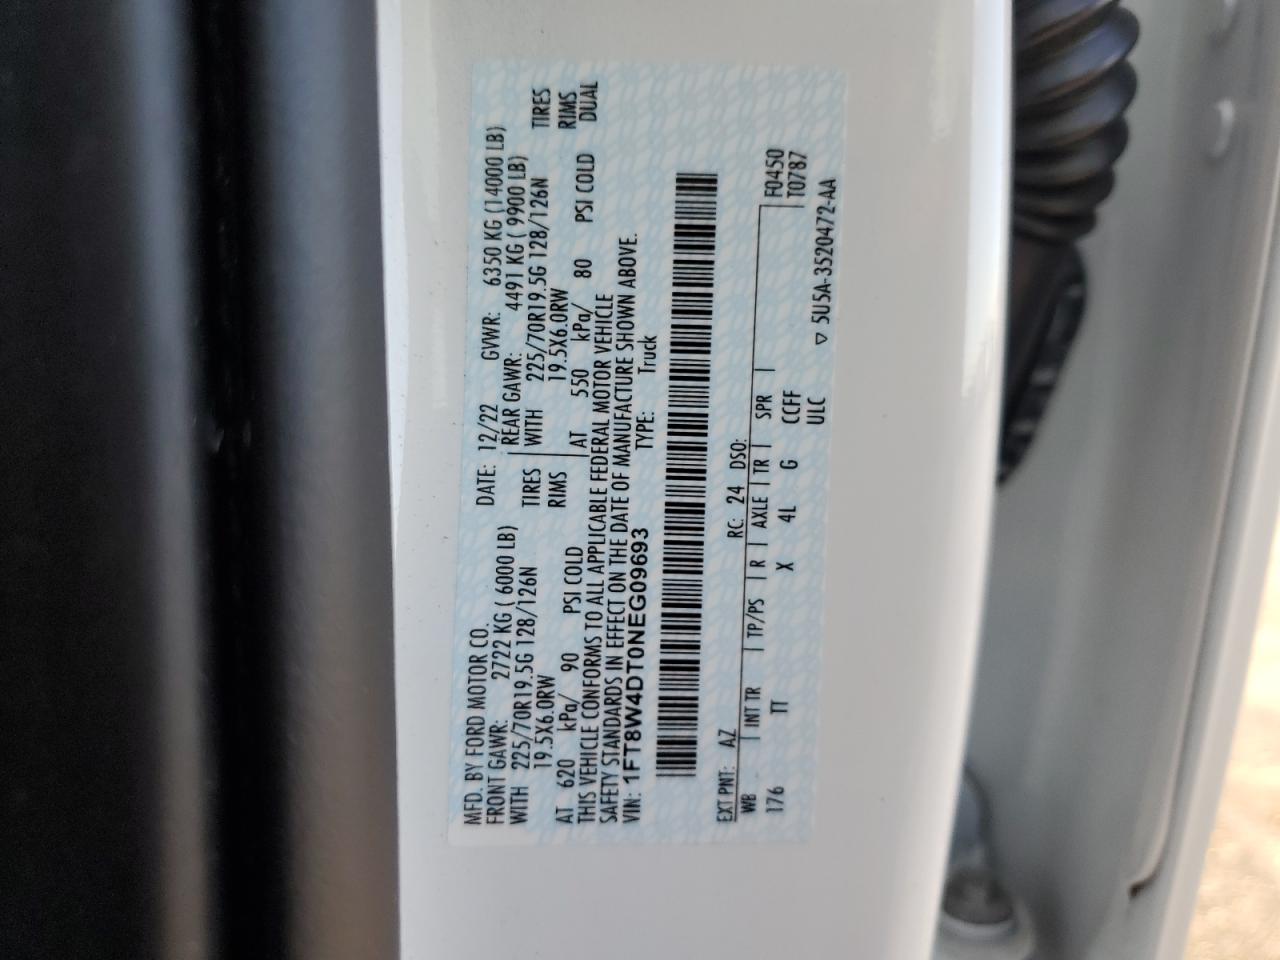 MFD. BY FORD MOTOR CO. DATE: 12/22 GVWR: 6350 KG (14000 LB)
FRONT GAWR: 2722 KG ( 6000 LB) REAR GAWR: 4491 KG ( 9900 LB)
WITH 225/70R19.5G 128/126N TIRES WITH 225/70R19.5G 128/126N TIRES
19.5X6.0RW RIMS 19.5X6.0RW RIMS
AT 620 kPa/ 90 PSI COLD AT 550 kPa/ 80 PSI COLD DUAL
THIS VEHICLE CONFORMS TO ALL APPLICABLE FEDERAL MOTOR VEHICLE
SAFETY STANDARDS IN EFFECT ON THE DATE OF MANUFACTURE SHOWN ABOVE.
VIN: 1FT8W4DT0NEG09693 TYPE: Truck
EXT PNT: AZ RC: 24 DSO:
WB | INT TR | TP/PS | R | AXLE | TR | SPR | F0450
176 TT X 4L G CCFF T0787
ULC ▽ 5U5A-3520472-AA